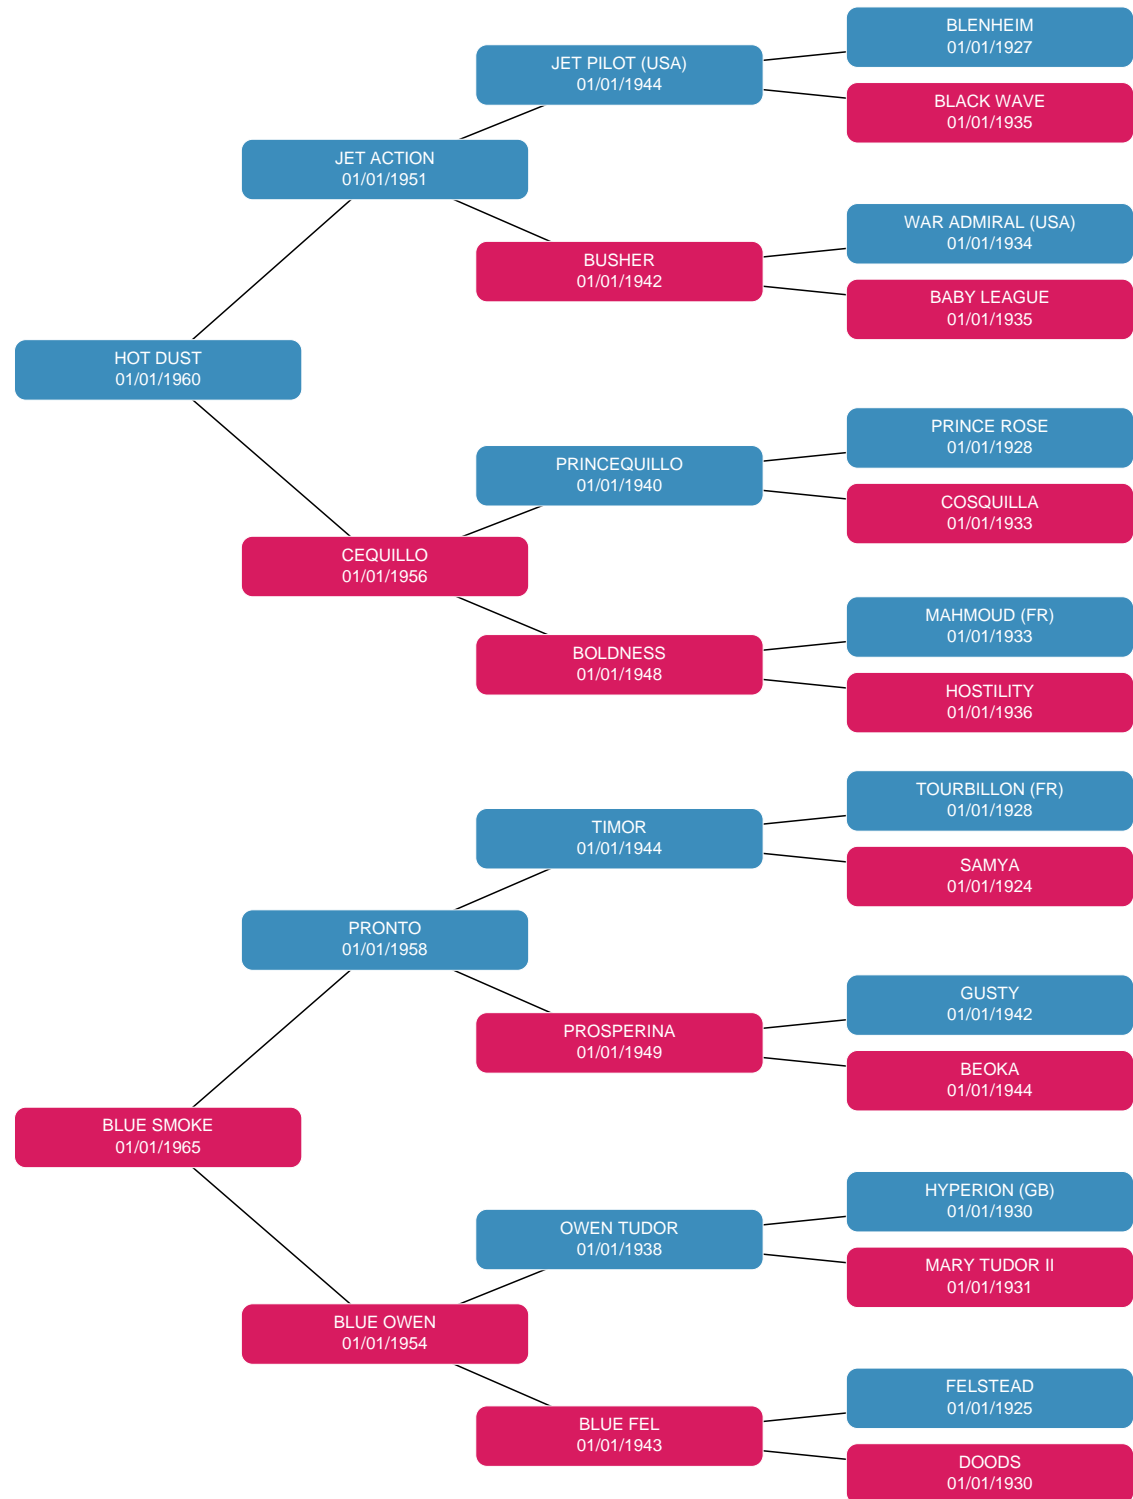 BLENHEIM
01/01/1927
JET PILOT (USA)
01/01/1944
BLACK WAVE
01/01/1935
JET ACTION
01/01/1951
WAR ADMIRAL (USA)
01/01/1934
BUSHER
01/01/1942
BABY LEAGUE
01/01/1935
HOT DUST
01/01/1960
PRINCE ROSE
01/01/1928
PRINCEQUILLO
01/01/1940
COSQUILLA
01/01/1933
CEQUILLO
01/01/1956
MAHMOUD (FR)
01/01/1933
BOLDNESS
01/01/1948
HOSTILITY
01/01/1936
TOURBILLON (FR)
01/01/1928
TIMOR
01/01/1944
SAMYA
01/01/1924
PRONTO
01/01/1958
GUSTY
01/01/1942
PROSPERINA
01/01/1949
BEOKA
01/01/1944
BLUE SMOKE
01/01/1965
HYPERION (GB)
01/01/1930
OWEN TUDOR
01/01/1938
MARY TUDOR II
01/01/1931
BLUE OWEN
01/01/1954
FELSTEAD
01/01/1925
BLUE FEL
01/01/1943
DOODS
01/01/1930